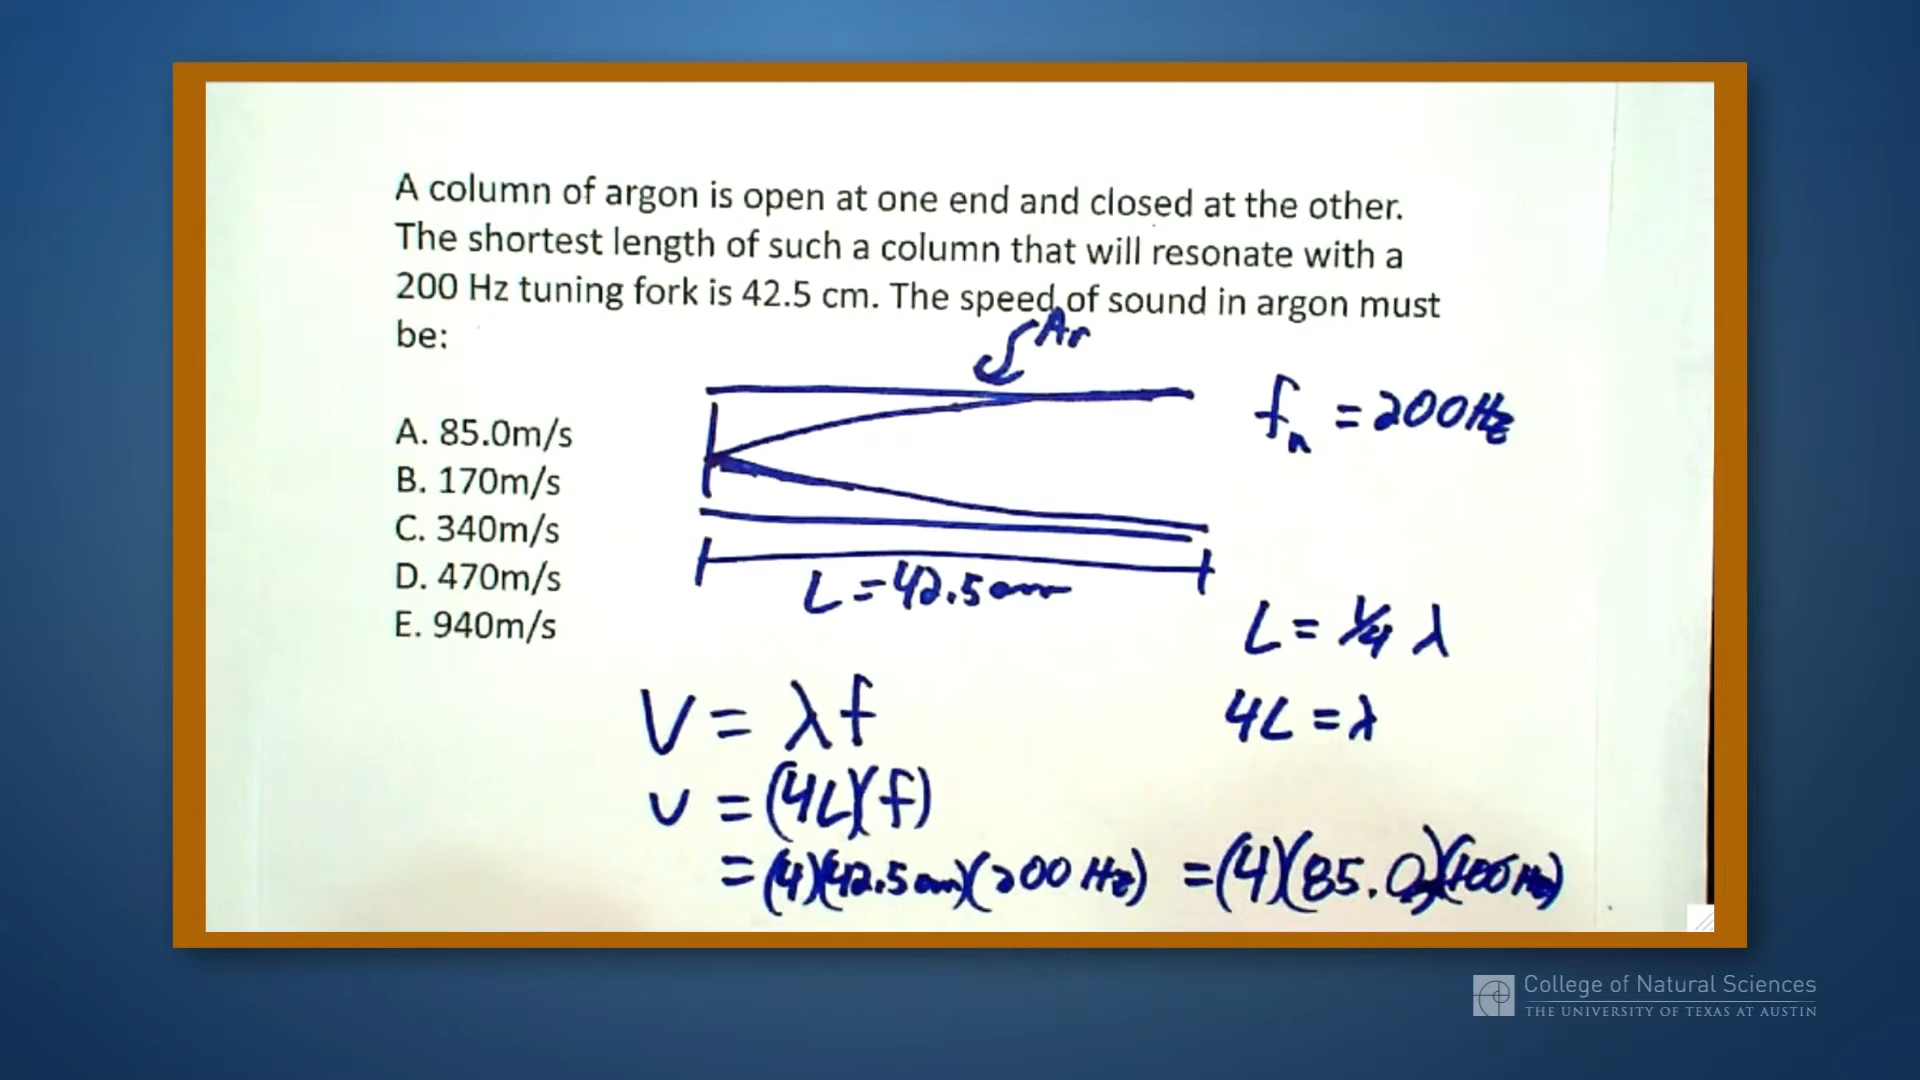 A column of argon is open at one end and closed at the other.
The shortest length of such a column that will resonate with a
200 Hz tuning fork is 42.5 cm. The speed of sound in argon must
be:
Ar
fn = 200Hz
A. 85.0m/s
B. 170m/s
C. 340m/s
D. 470m/s
E. 940m/s
L = 42.5cm
L = 1/4 λ
4L = λ
V = λf
v = (4L)(f)
= (4)(42.5cm)(200 Hz) = (4)(85.0)(100Hz)
College of Natural Sciences
THE UNIVERSITY OF TEXAS AT AUSTIN